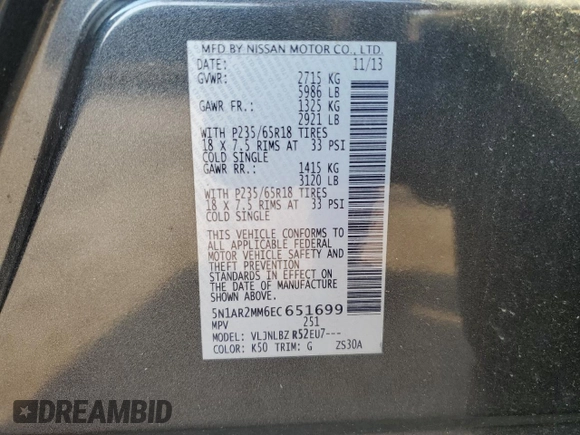 MFD BY NISSAN MOTOR CO., LTD.
DATE: 11/13
GVWR: 2715 KG
5986 LB
GAWR FR.: 1325 KG
2921 LB
WITH P235/65R18 TIRES
18 X 7.5 RIMS AT 33 PSI
COLD SINGLE
GAWR RR.: 1415 KG
3120 LB
WITH P235/65R18 TIRES
18 X 7.5 RIMS AT 33 PSI
COLD SINGLE
THIS VEHICLE CONFORMS TO
ALL APPLICABLE FEDERAL
MOTOR VEHICLE SAFETY AND
THEFT PREVENTION
STANDARDS IN EFFECT ON
THE DATE OF MANUFACTURE
SHOWN ABOVE.
5N1AR2MM6EC651699
MPV 251
MODEL: VLJNLBZ R52EU7---
COLOR: K50 TRIM: G ZS30A
DREAMBID